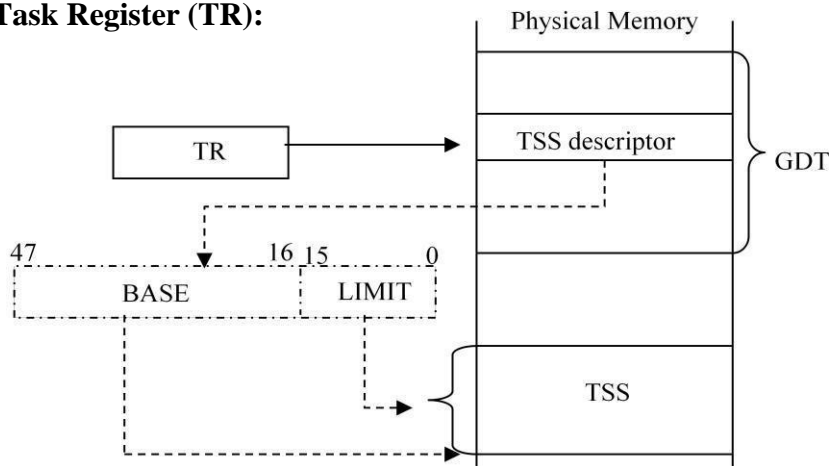 Task Register (TR):
Physical Memory
TR
TSS descriptor
GDT
47 16 15 0
BASE LIMIT
TSS